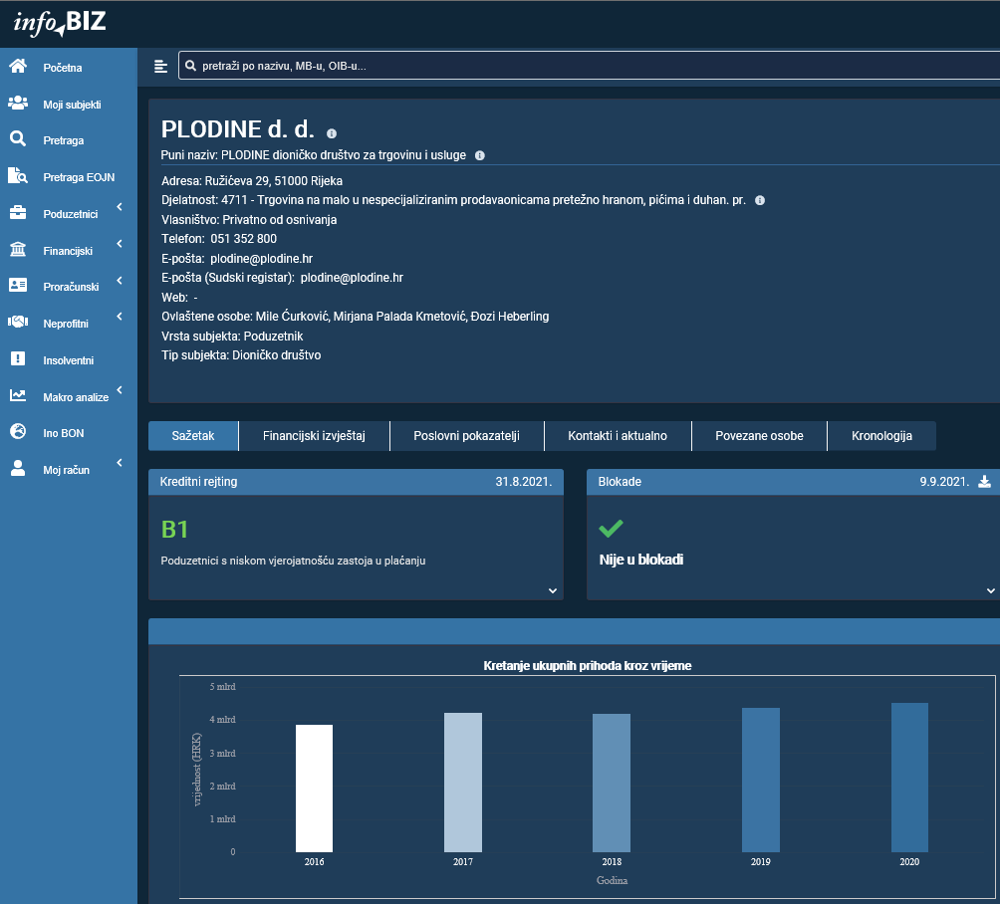 info.BIZ
Početna
Moji subjekti
Pretraga
Pretraga EOJN
Poduzetnici
Financijski
Proračunski
Neprofitni
Insolventni
Makro analize
Ino BON
Moj račun
pretraži po nazivu, MB-u, OIB-u...
PLODINE d. d.
Puni naziv: PLODINE dioničko društvo za trgovinu i usluge
Adresa: Ružićeva 29, 51000 Rijeka
Djelatnost: 4711 - Trgovina na malo u nespecijaliziranim prodavaonicama pretežno hranom, pićima i duhan. pr.
Vlasništvo: Privatno od osnivanja
Telefon: 051 352 800
E-pošta: plodine@plodine.hr
E-pošta (Sudski registar): plodine@plodine.hr
Web: -
Ovlaštene osobe: Mile Ćurković, Mirjana Palada Kmetović, Đozi Heberling
Vrsta subjekta: Poduzetnik
Tip subjekta: Dioničko društvo
Sažetak Financijski izvještaj Poslovni pokazatelji Kontakti i aktualno Povezane osobe Kronologija
Kreditni rejting 31.8.2021.
B1
Poduzetnici s niskom vjerojatnošću zastoja u plaćanju
Blokade 9.9.2021.
Nije u blokadi
Kretanje ukupnih prihoda kroz vrijeme
vrijednost (HRK)
5 mlrd
4 mlrd
3 mlrd
2 mlrd
1 mlrd
0
2016 2017 2018 2019 2020
Godina